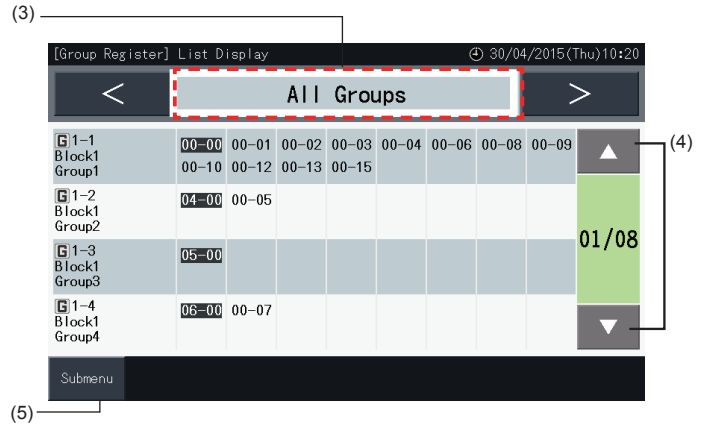 (3)
[Group Register] List Display 30/04/2015(Thu)10:20
< All Groups >
G 1-1 00-00 00-01 00-02 00-03 00-04 00-06 00-08 00-09
Block1
Group1 00-10 00-12 00-13 00-15
(4)
G 1-2 04-00 00-05
Block1
Group2
01/08
G 1-3 05-00
Block1
Group3
G 1-4 06-00 00-07
Block1
Group4
Submenu
(5)